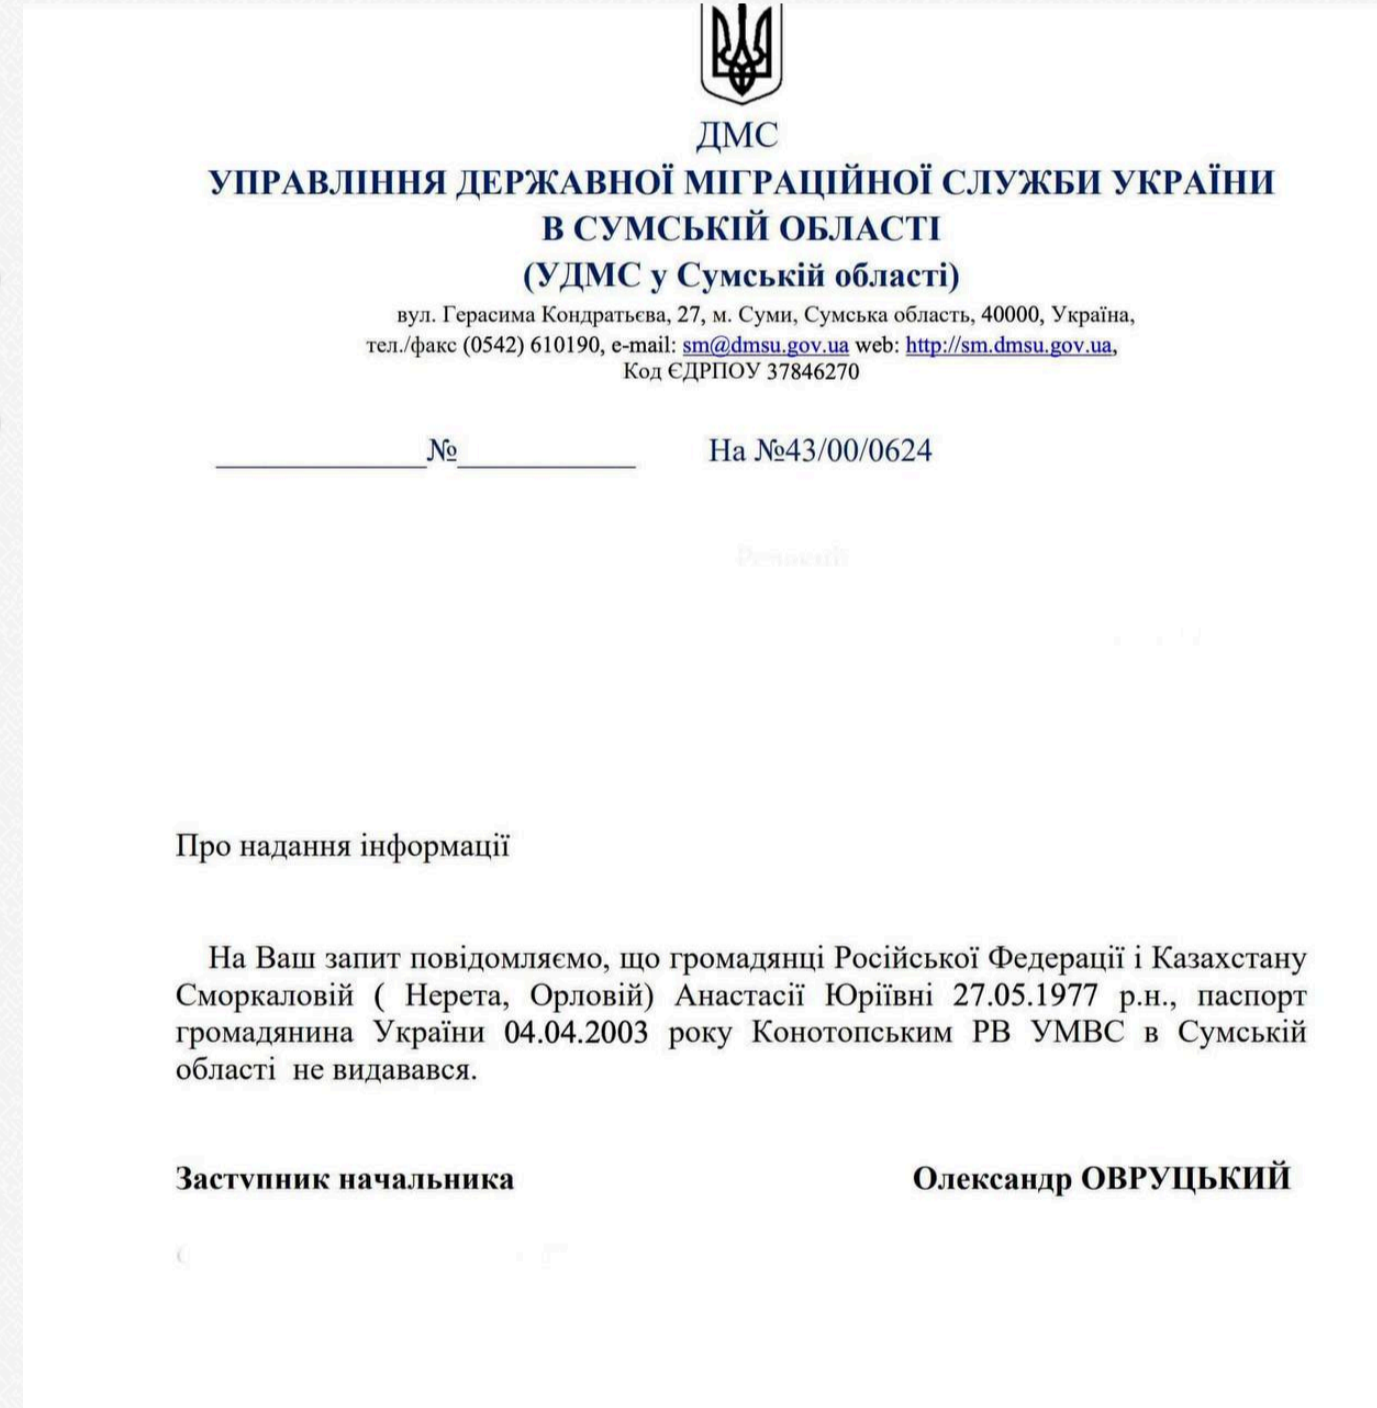 ДМС
УПРАВЛІННЯ ДЕРЖАВНОЇ МІГРАЦІЙНОЇ СЛУЖБИ УКРАЇНИ
В СУМСЬКІЙ ОБЛАСТІ
(УДМС у Сумській області)
вул. Герасима Кондратьєва, 27, м. Суми, Сумська область, 40000, Україна,
тел./факс (0542) 610190, e-mail: sm@dmsu.gov.ua web: http://sm.dmsu.gov.ua,
Код ЄДРПОУ 37846270
_____________№___________ На №43/00/0624
Про надання інформації
На Ваш запит повідомляємо, що громадянці Російської Федерації і Казахстану
Сморкаловій ( Нерета, Орловій) Анастасії Юріївні 27.05.1977 р.н., паспорт
громадянина України 04.04.2003 року Конотопським РВ УМВС в Сумській
області не видавався.
Заступник начальника Олександр ОВРУЦЬКИЙ